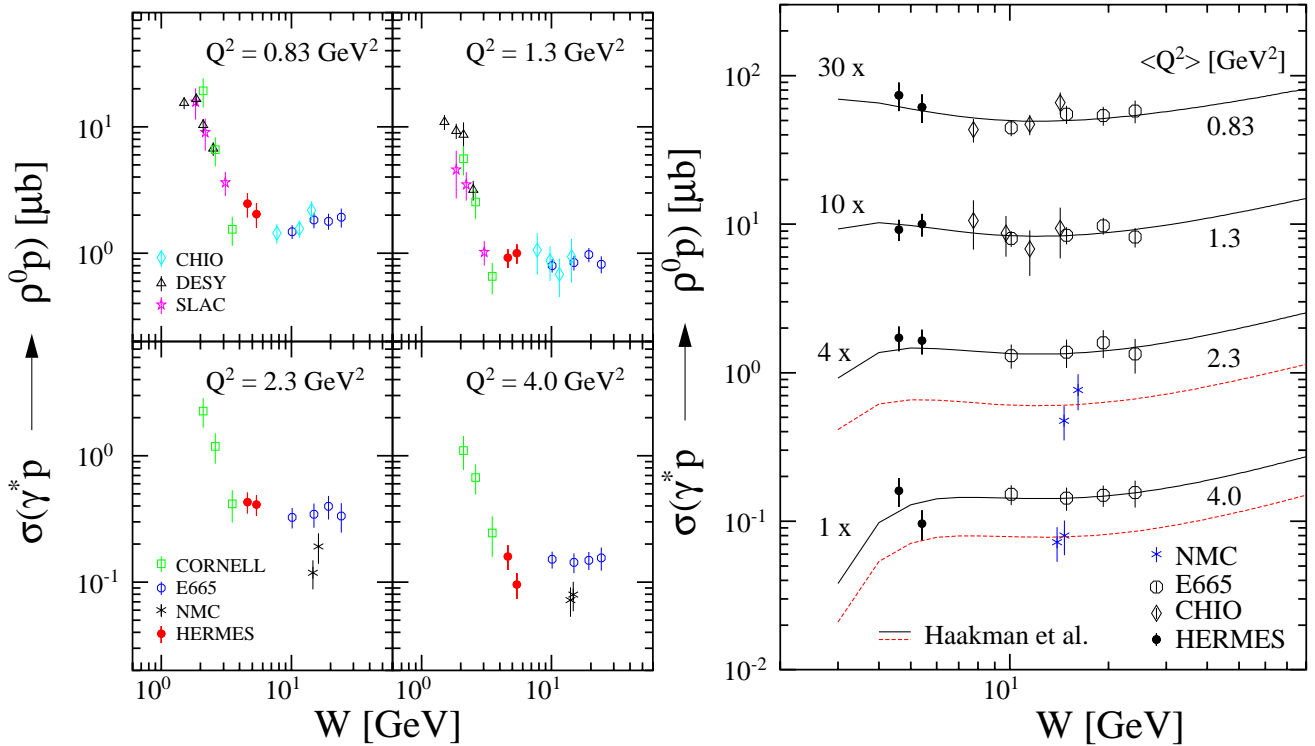 σ(γ*p ⟶ ρ⁰p) [μb]
Q² = 0.83 GeV²
Q² = 1.3 GeV²
10¹
10⁰
CHIO
DESY
SLAC
Q² = 2.3 GeV²
Q² = 4.0 GeV²
10⁰
10⁻¹
CORNELL
E665
NMC
HERMES
10⁰ 10¹ 10⁰ 10¹
W [GeV]
σ(γ*p ⟶ ρ⁰p) [μb]
<Q²> [GeV²]
10²
30 x
0.83
10¹
10 x
1.3
10⁰
4 x
2.3
10⁻¹
1 x
4.0
10⁻²
NMC
E665
CHIO
HERMES
Haakman et al.
10¹
W [GeV]